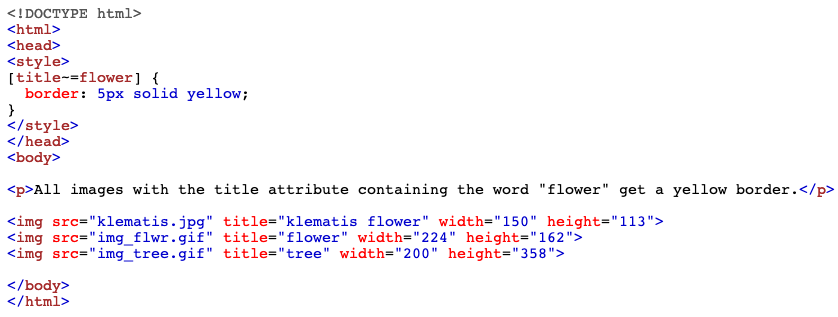 <!DOCTYPE html>
<html>
<head>
<style>
[title~=flower] {
  border: 5px solid yellow;
}
</style>
</head>
<body>

<p>All images with the title attribute containing the word "flower" get a yellow border.</p>

<img src="klematis.jpg" title="klematis flower" width="150" height="113">
<img src="img_flwr.gif" title="flower" width="224" height="162">
<img src="img_tree.gif" title="tree" width="200" height="358">

</body>
</html>